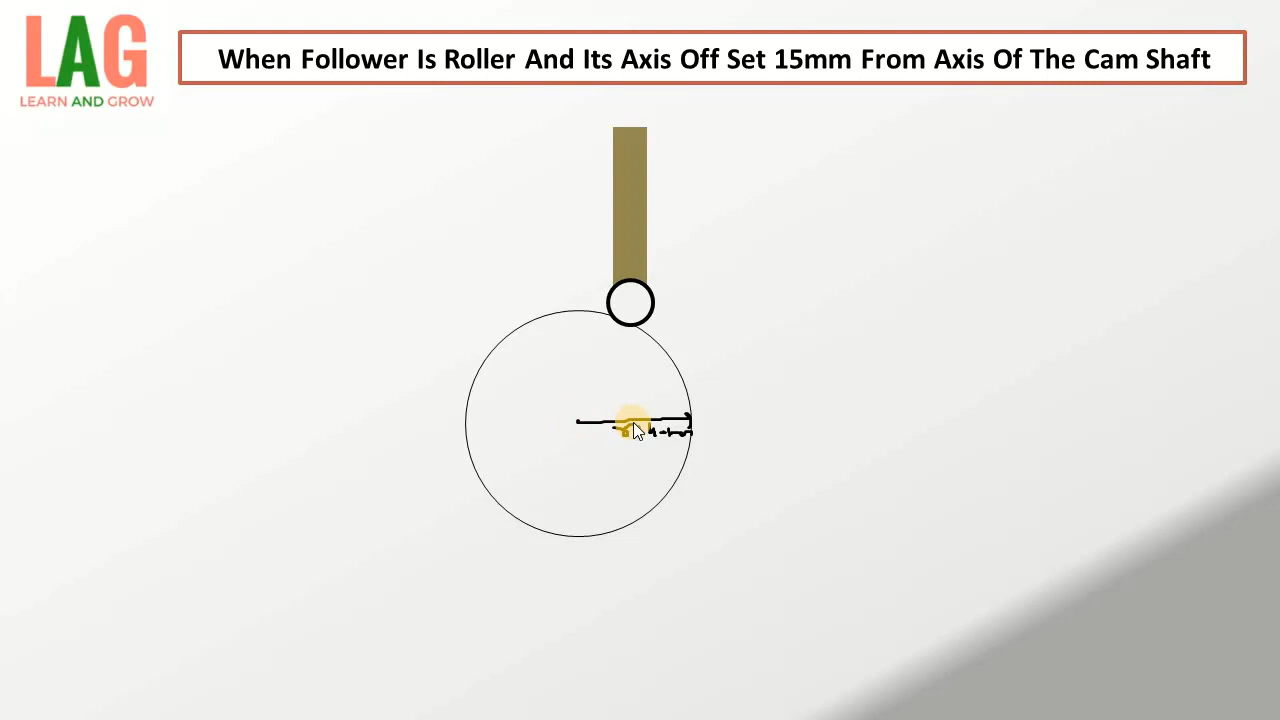 LAG
LEARN AND GROW
When Follower Is Roller And Its Axis Off Set 15mm From Axis Of The Cam Shaft